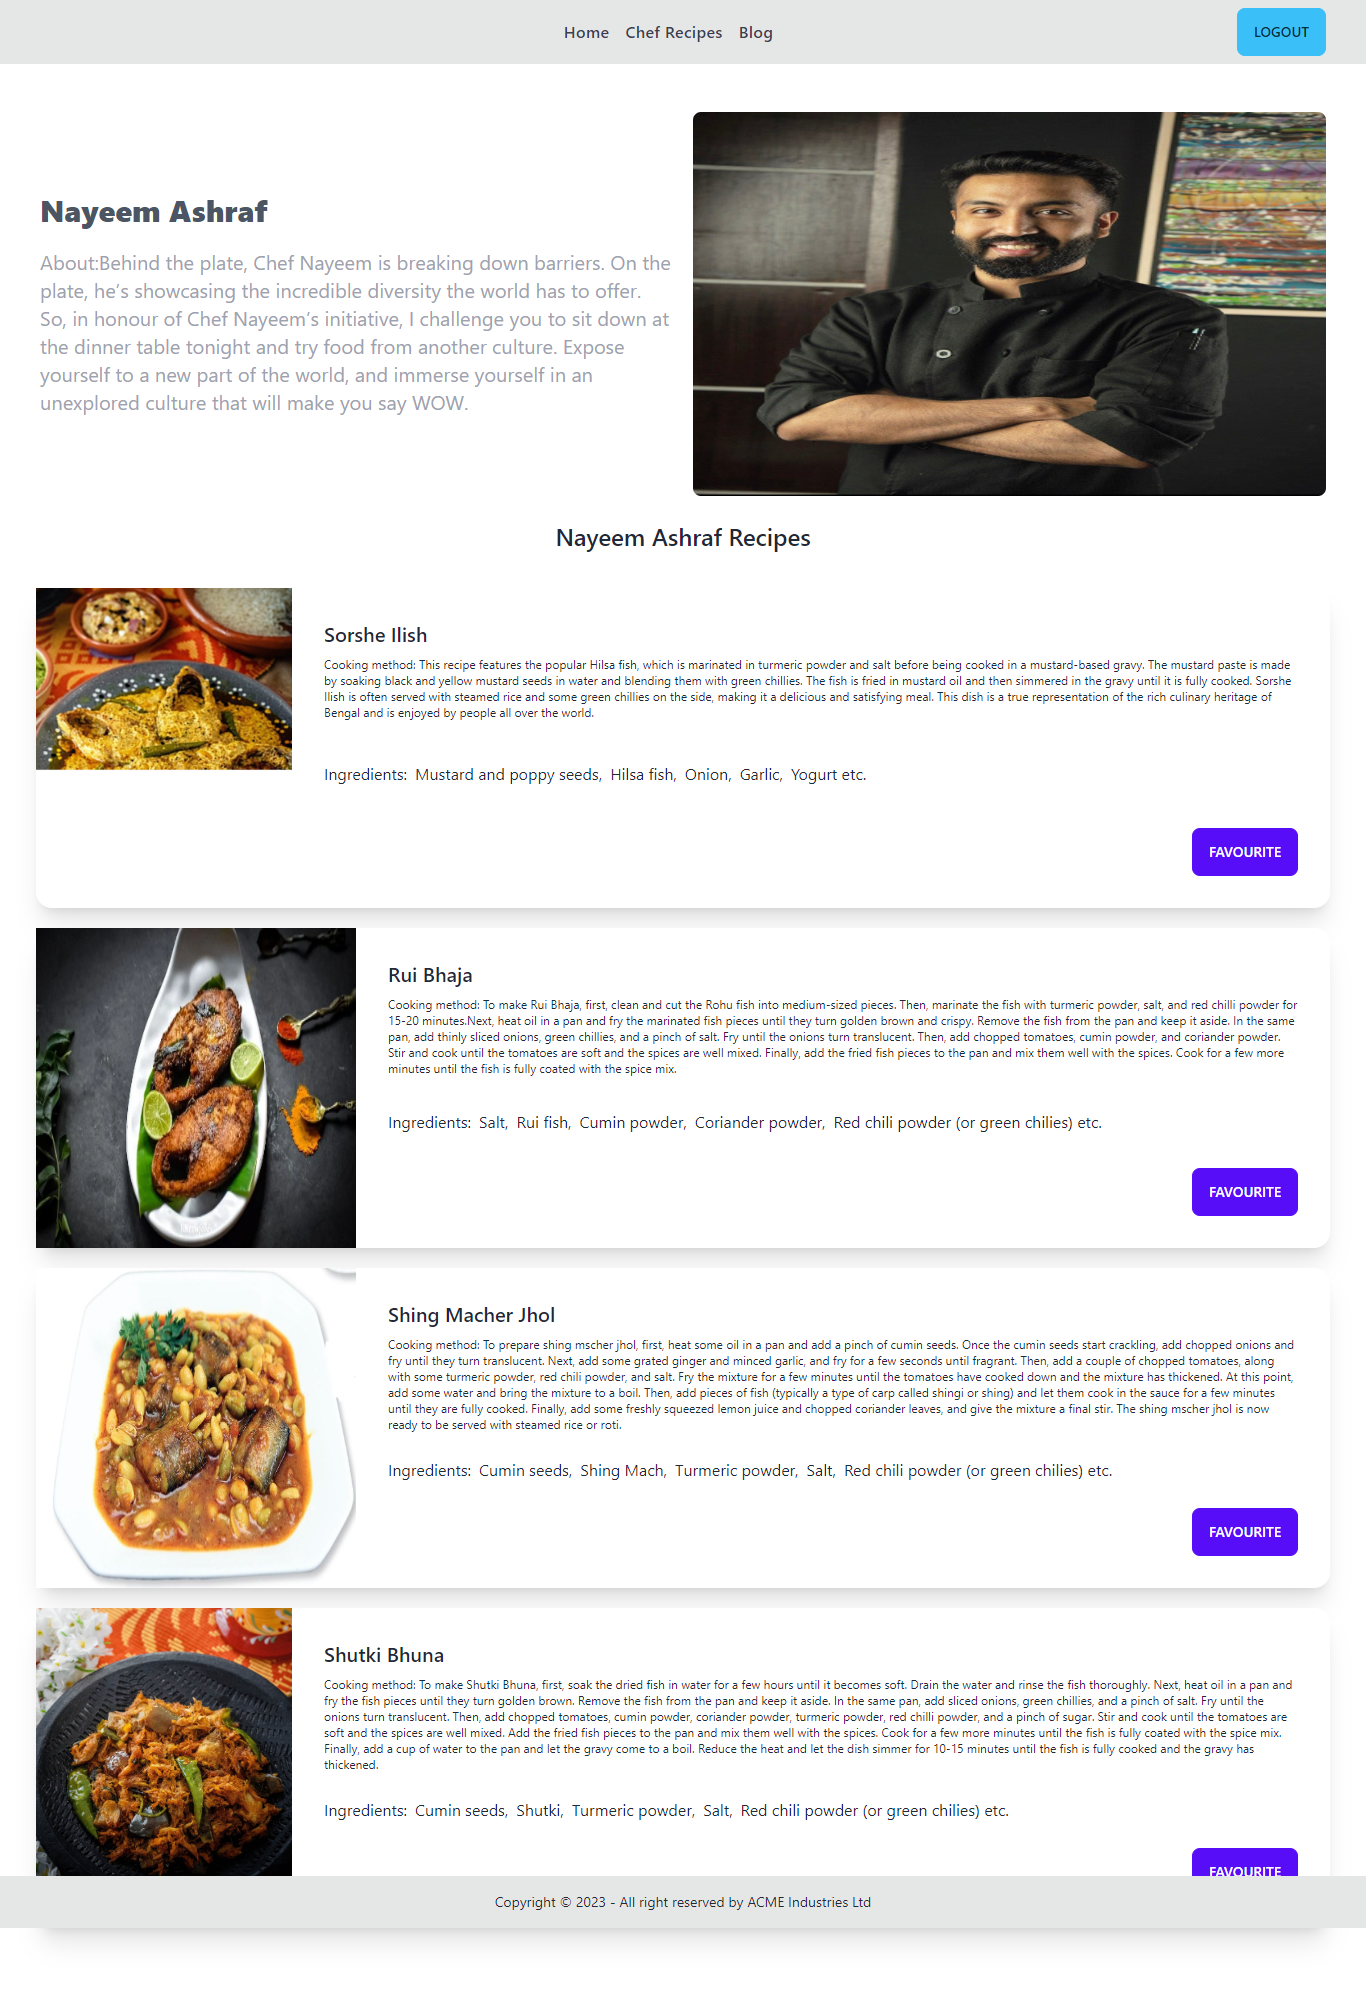 Home Chef Recipes Blog LOGOUT
Nayeem Ashraf
About:Behind the plate, Chef Nayeem is breaking down barriers. On the
plate, he’s showcasing the incredible diversity the world has to offer.
So, in honour of Chef Nayeem’s initiative, I challenge you to sit down at
the dinner table tonight and try food from another culture. Expose
yourself to a new part of the world, and immerse yourself in an
unexplored culture that will make you say WOW.
Nayeem Ashraf Recipes
Sorshe Ilish
Cooking method: This recipe features the popular Hilsa fish, which is marinated in turmeric powder and salt before being cooked in a mustard-based gravy. The mustard paste is made
by soaking black and yellow mustard seeds in water and blending them with green chillies. The fish is fried in mustard oil and then simmered in the gravy until it is fully cooked. Sorshe
Ilish is often served with steamed rice and some green chillies on the side, making it a delicious and satisfying meal. This dish is a true representation of the rich culinary heritage of
Bengal and is enjoyed by people all over the world.
Ingredients: Mustard and poppy seeds, Hilsa fish, Onion, Garlic, Yogurt etc.
FAVOURITE
Rui Bhaja
Cooking method: To make Rui Bhaja, first, clean and cut the Rohu fish into medium-sized pieces. Then, marinate the fish with turmeric powder, salt, and red chilli powder for
15-20 minutes.Next, heat oil in a pan and fry the marinated fish pieces until they turn golden brown and crispy. Remove the fish from the pan and keep it aside. In the same
pan, add thinly sliced onions, green chillies, and a pinch of salt. Fry until the onions turn translucent. Then, add chopped tomatoes, cumin powder, and coriander powder.
Stir and cook until the tomatoes are soft and the spices are well mixed. Finally, add the fried fish pieces to the pan and mix them well with the spices. Cook for a few more
minutes until the fish is fully coated with the spice mix.
Ingredients: Salt, Rui fish, Cumin powder, Coriander powder, Red chili powder (or green chilies) etc.
FAVOURITE
Shing Macher Jhol
Cooking method: To prepare shing mscher jhol, first, heat some oil in a pan and add a pinch of cumin seeds. Once the cumin seeds start crackling, add chopped onions and
fry until they turn translucent. Next, add some grated ginger and minced garlic, and fry for a few seconds until fragrant. Then, add a couple of chopped tomatoes, along
with some turmeric powder, red chili powder, and salt. Fry the mixture for a few minutes until the tomatoes have cooked down and the mixture has thickened. At this point,
add some water and bring the mixture to a boil. Then, add pieces of fish (typically a type of carp called shingi or shing) and let them cook in the sauce for a few minutes
until they are fully cooked. Finally, add some freshly squeezed lemon juice and chopped coriander leaves, and give the mixture a final stir. The shing mscher jhol is now
ready to be served with steamed rice or roti.
Ingredients: Cumin seeds, Shing Mach, Turmeric powder, Salt, Red chili powder (or green chilies) etc.
FAVOURITE
Shutki Bhuna
Cooking method: To make Shutki Bhuna, first, soak the dried fish in water for a few hours until it becomes soft. Drain the water and rinse the fish thoroughly. Next, heat oil in a pan and
fry the fish pieces until they turn golden brown. Remove the fish from the pan and keep it aside. In the same pan, add sliced onions, green chillies, and a pinch of salt. Fry until the
onions turn translucent. Then, add chopped tomatoes, cumin powder, coriander powder, turmeric powder, red chilli powder, and a pinch of sugar. Stir and cook until the tomatoes are
soft and the spices are well mixed. Add the fried fish pieces to the pan and mix them well with the spices. Cook for a few more minutes until the fish is fully coated with the spice mix.
Finally, add a cup of water to the pan and let the gravy come to a boil. Reduce the heat and let the dish simmer for 10-15 minutes until the fish is fully cooked and the gravy has
thickened.
Ingredients: Cumin seeds, Shutki, Turmeric powder, Salt, Red chili powder (or green chilies) etc.
FAVOURITE
Copyright © 2023 - All right reserved by ACME Industries Ltd